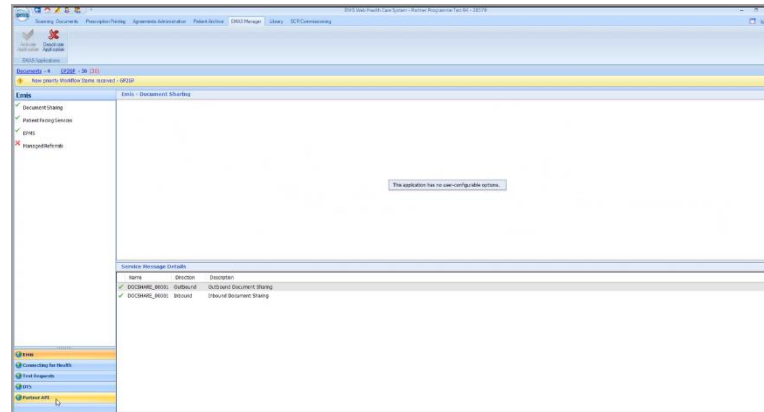 EMIS Web Health Care System - Partner Programme Test 94 - 28579
Scanning Documents Prescription Printing Agreements Administration Patient Archive EMAS Manager Library SCR Commissioning
Activate Application
Deactivate Application
EMAS Applications
Documents - 4 GP2GP - 36 (30)
New priority Workflow Items received - GP2GP
Emis
Emis - Document Sharing
Document Sharing
Patient Facing Services
EPMS
Managed Referrals
The application has no user-configurable options.
Service Message Details
Name Direction Description
DOCSHARE_00001 Outbound Outbound Document Sharing
DOCSHARE_00001 Inbound Inbound Document Sharing
Emis
Connecting for Health
Test Requests
DTS
Partner API